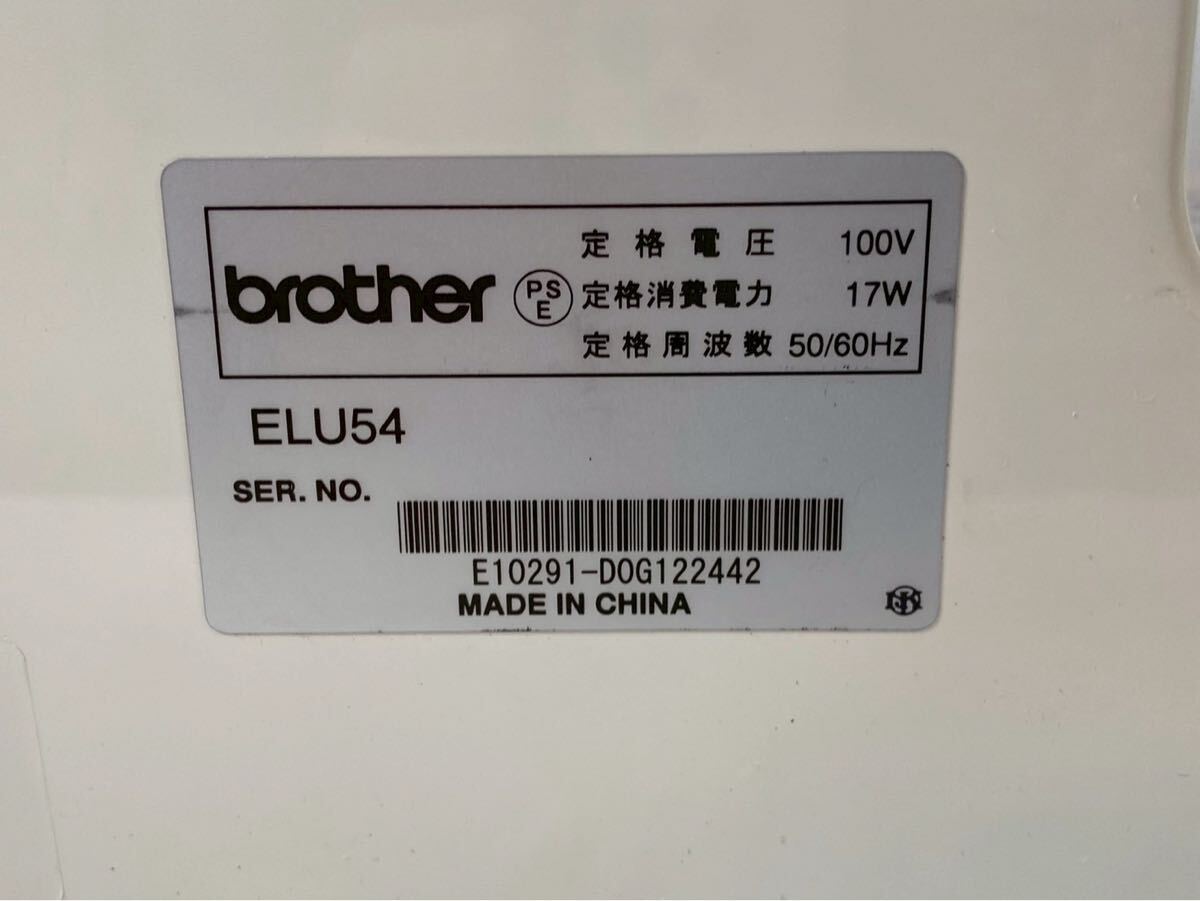 brother
PS
E
定格電圧 100V
定格消費電力 17W
定格周波数 50/60Hz
ELU54
SER. NO.
E10291-D0G122442
MADE IN CHINA